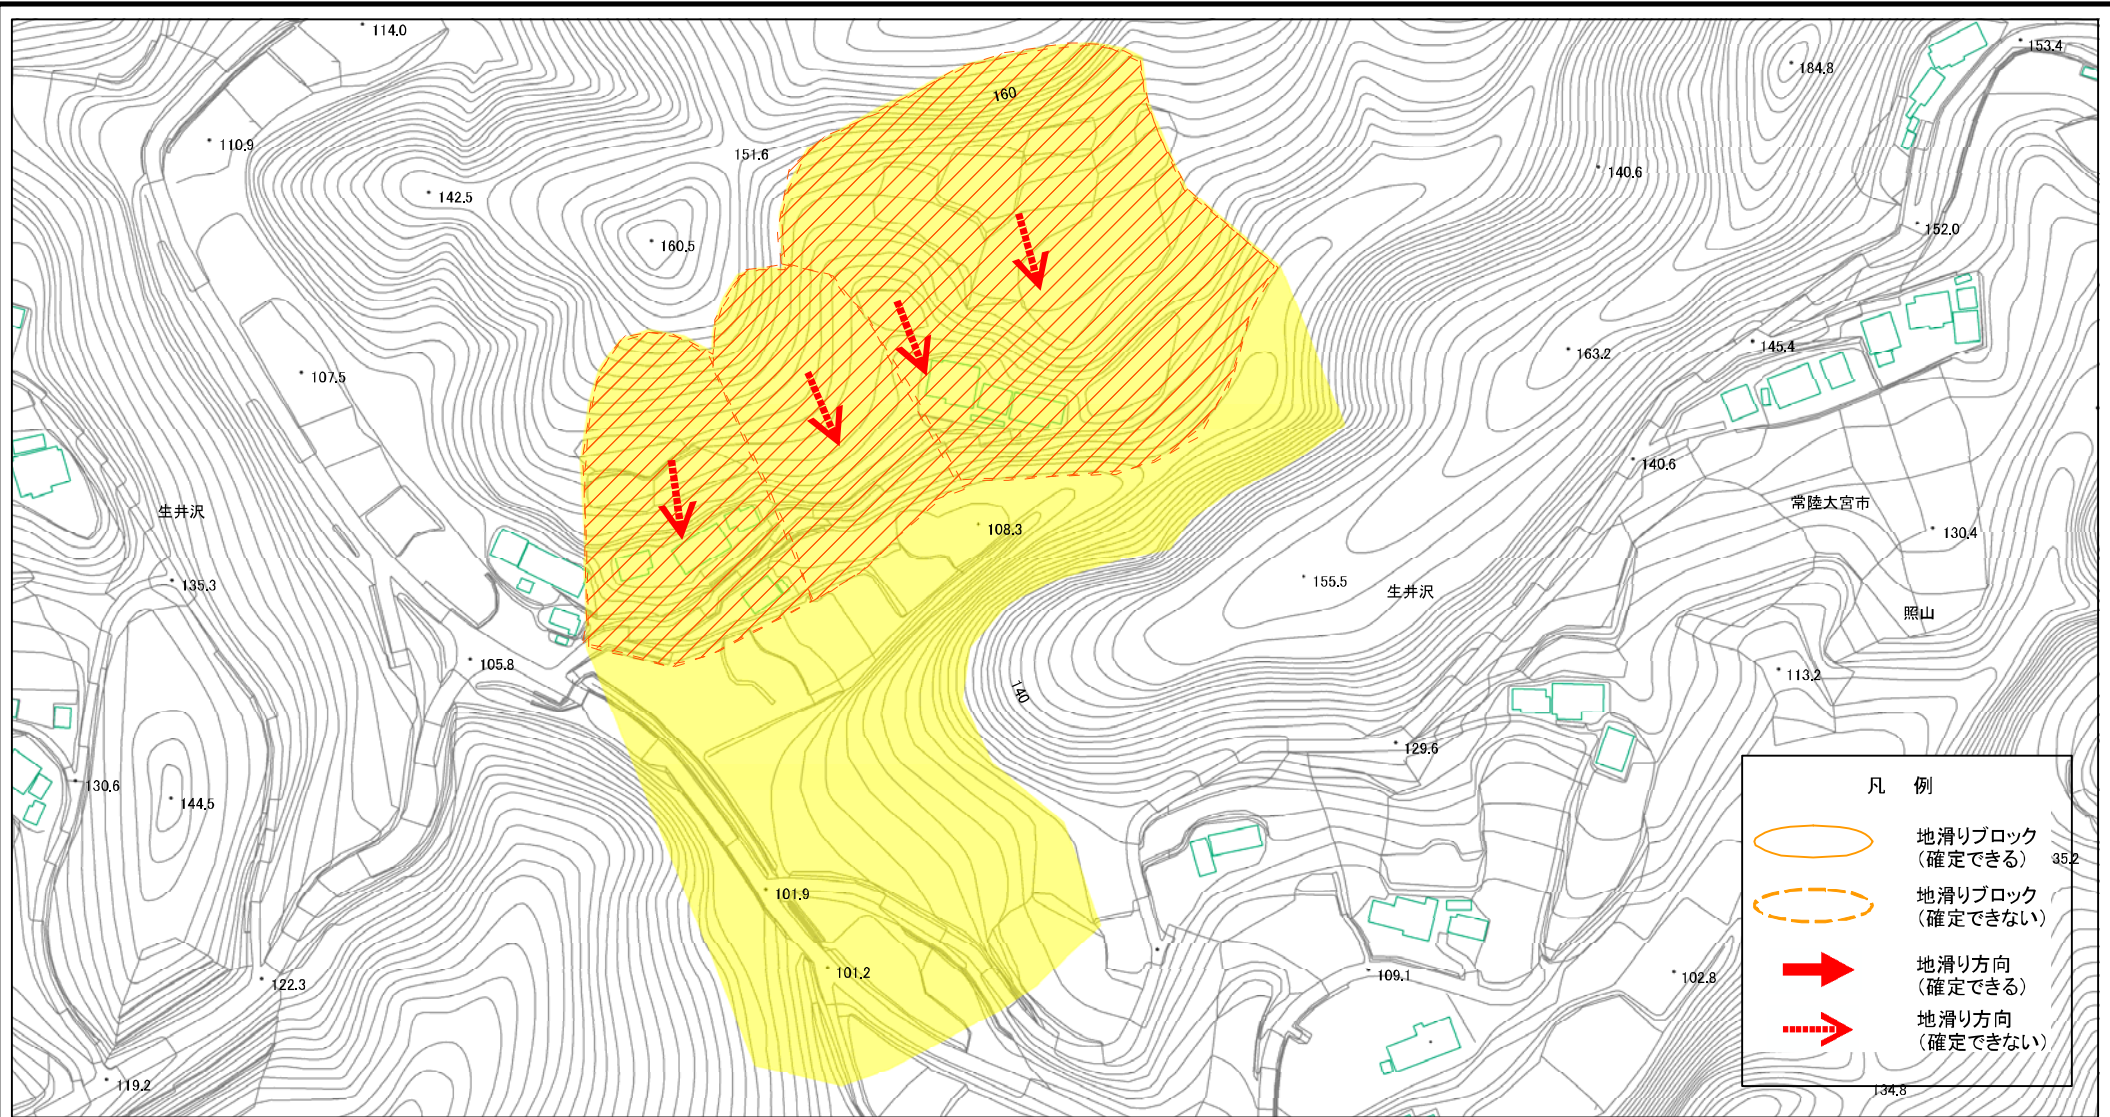 114.0
153.4
184.8
160
110.9
151.6
140.6
142.5
152.0
160.5
145.4
163.2
107.5
140.6
常陸大宮市
生井沢
108.3
130.4
135.3
155.5
生井沢
照山
105.8
113.2
140
129.6
130.6
144.5
101.9
101.2
122.3
109.1
102.8
119.2
凡 例
地滑りブロック
(確定できる)
35.2
地滑りブロック
(確定できない)
地滑り方向
(確定できる)
地滑り方向
(確定できない)
134.8